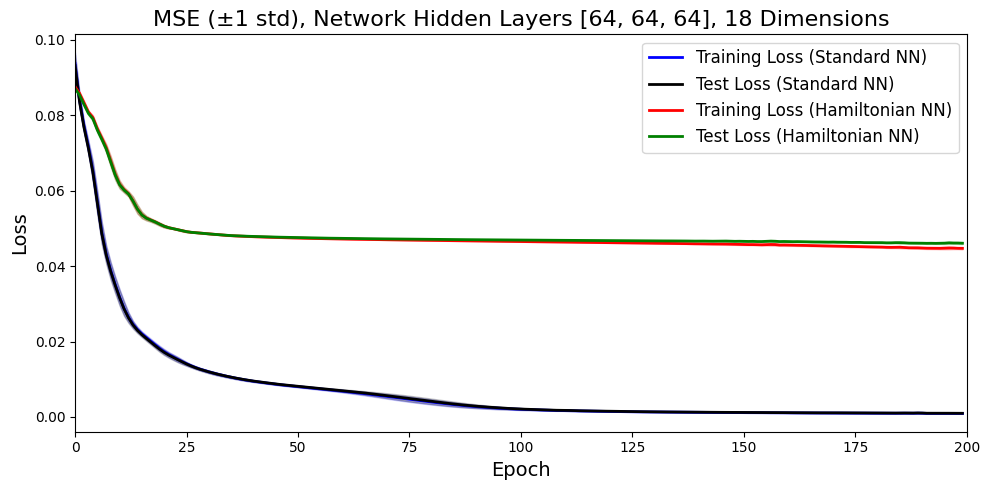 MSE (±1 std), Network Hidden Layers [64, 64, 64], 18 Dimensions
Training Loss (Standard NN)
Test Loss (Standard NN)
Training Loss (Hamiltonian NN)
Test Loss (Hamiltonian NN)
Loss
0.10
0.08
0.06
0.04
0.02
0.00
0 25 50 75 100 125 150 175 200
Epoch